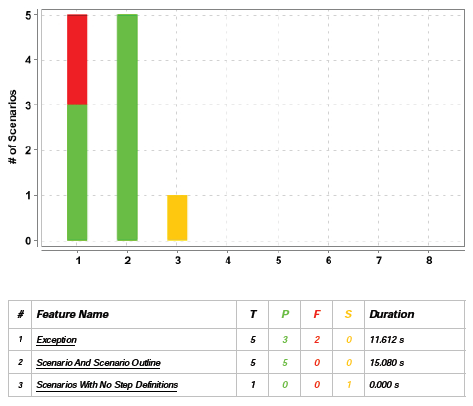 5
4
3
2
1
0
# of Scenarios
1 2 3 4 5 6 7 8
# Feature Name T P F S Duration
1 Exception 5 3 2 0 11.612 s
2 Scenario And Scenario Outline 5 5 0 0 15.080 s
3 Scenarios With No Step Definitions 1 0 0 1 0.000 s